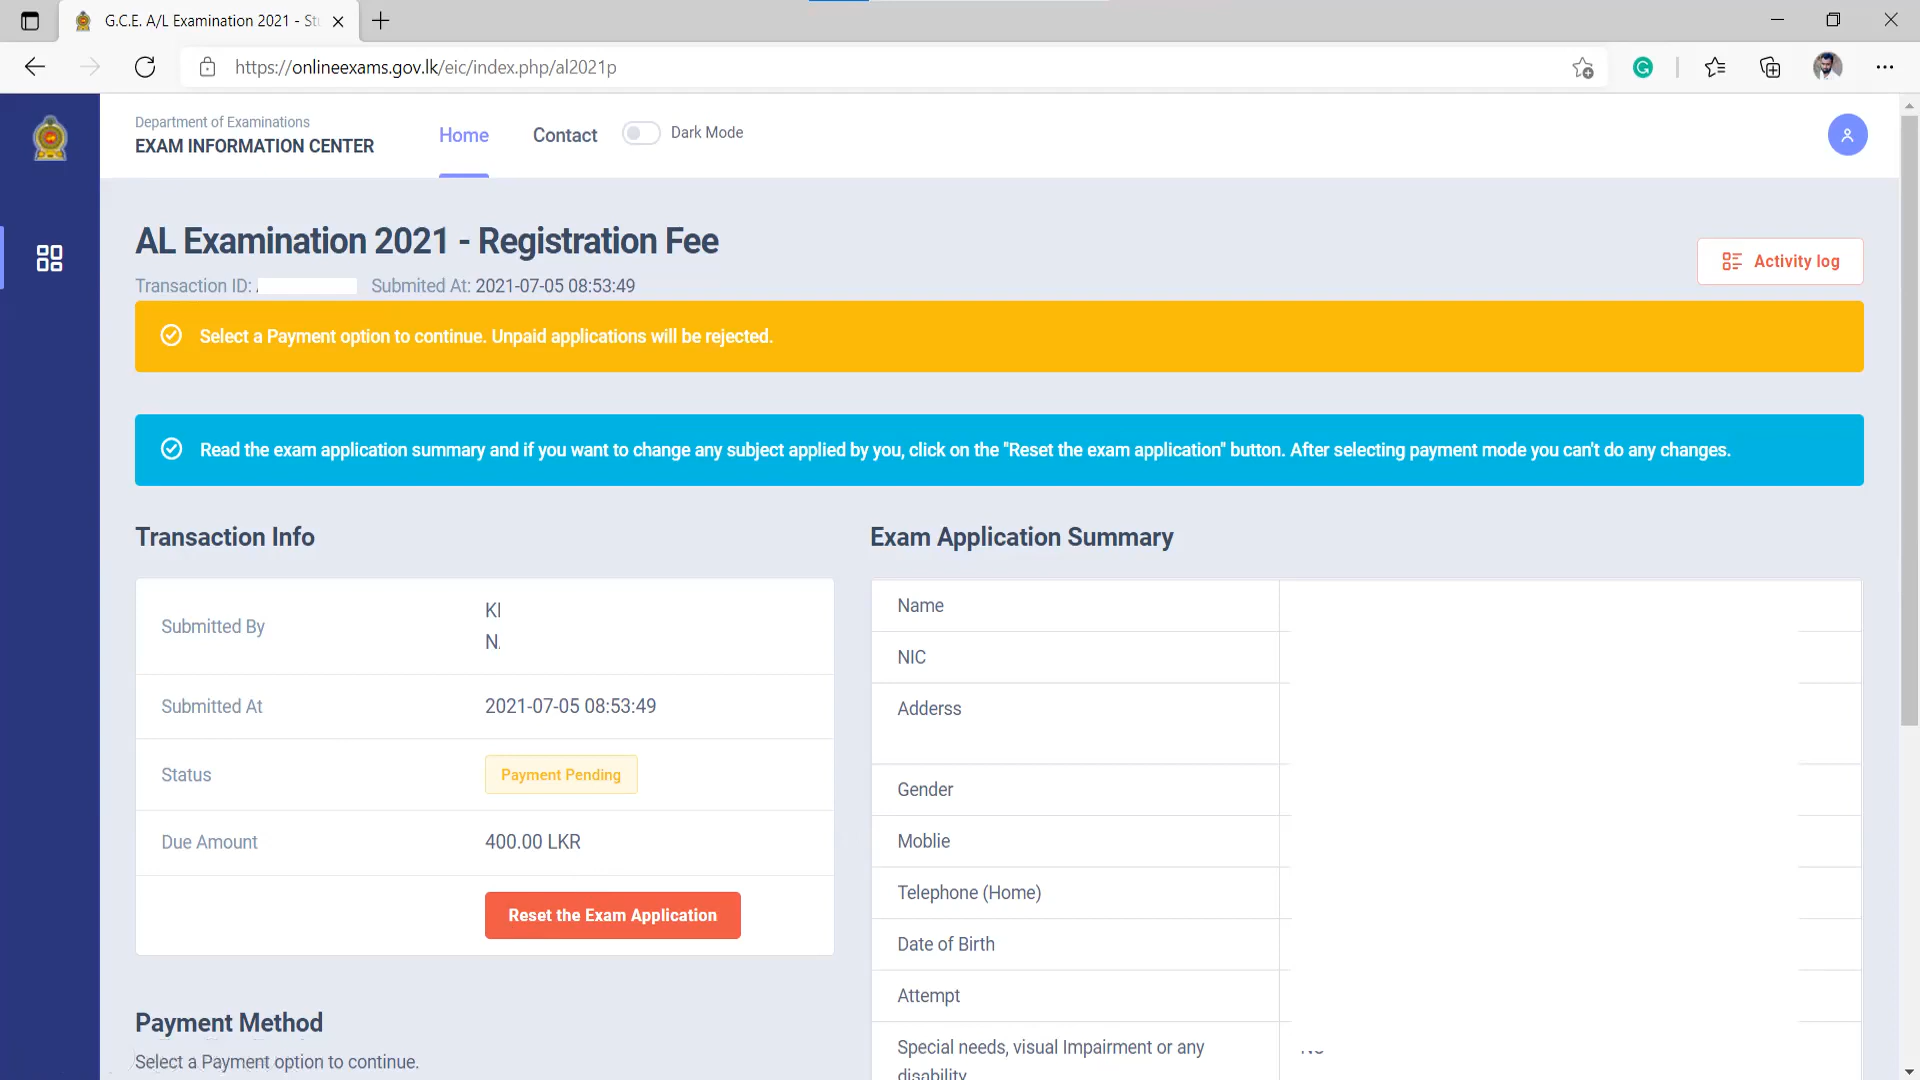 G.C.E. A/L Examination 2021 - St
https://onlineexams.gov.lk/eic/index.php/al2021p
Department of Examinations
EXAM INFORMATION CENTER
Home
Contact
Dark Mode
AL Examination 2021 - Registration Fee
Activity log
Transaction ID:
Submited At: 2021-07-05 08:53:49
Select a Payment option to continue. Unpaid applications will be rejected.
Read the exam application summary and if you want to change any subject applied by you, click on the "Reset the exam application" button. After selecting payment mode you can't do any changes.
Transaction Info
Submitted By
Submitted At
2021-07-05 08:53:49
Status
Payment Pending
Due Amount
400.00 LKR
Reset the Exam Application
Payment Method
Select a Payment option to continue.
Exam Application Summary
Name
NIC
Adderss
Gender
Moblie
Telephone (Home)
Date of Birth
Attempt
Special needs, visual Impairment or any
disability